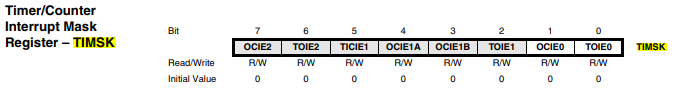 Timer/Counter
Interrupt Mask
Register – TIMSK
Bit 7 6 5 4 3 2 1 0
OCIE2 TOIE2 TICIE1 OCIE1A OCIE1B TOIE1 OCIE0 TOIE0 TIMSK
Read/Write R/W R/W R/W R/W R/W R/W R/W R/W
Initial Value 0 0 0 0 0 0 0 0